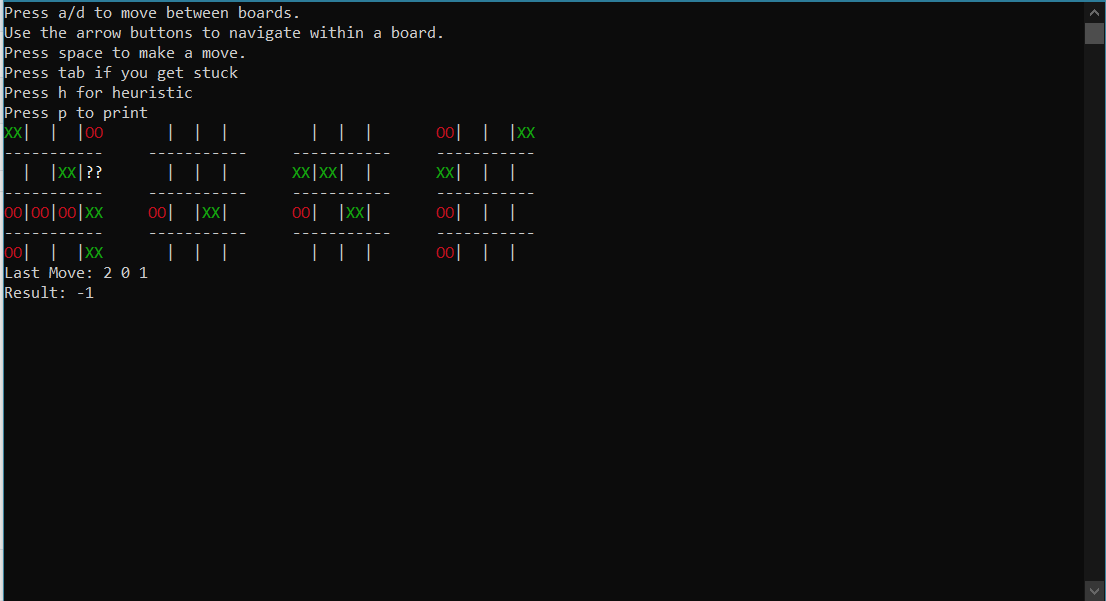 Press a/d to move between boards.
Use the arrow buttons to navigate within a board.
Press space to make a move.
Press tab if you get stuck
Press h for heuristic
Press p to print
XX|  |  |OO       |  |  |         |  |  |       OO|  |  |XX
-----------     -----------     -----------     -----------
  |  |XX|??       |  |  |       XX|XX|  |       XX|  |  |
-----------     -----------     -----------     -----------
OO|OO|OO|XX     OO|  |XX|       OO|  |XX|       OO|  |  |
-----------     -----------     -----------     -----------
OO|  |  |XX       |  |  |         |  |  |       OO|  |  |
Last Move: 2 0 1
Result: -1